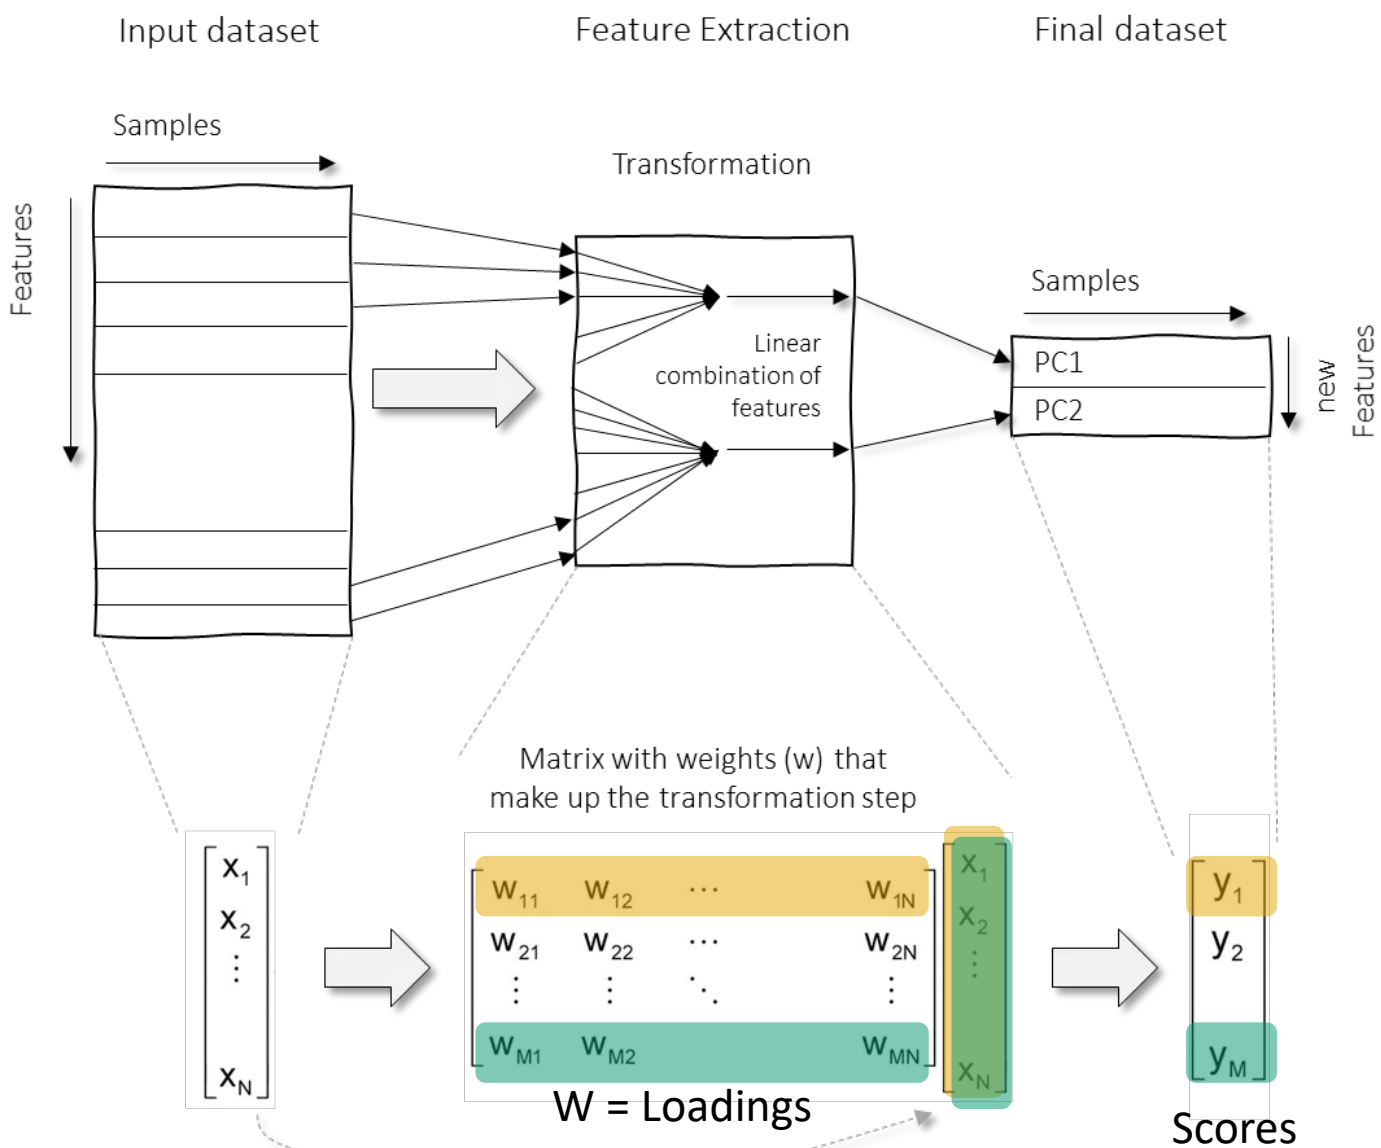 Input dataset
Feature Extraction
Final dataset
Samples
Features
Transformation
Linear
combination of
features
Samples
PC1
PC2
new
Features
Matrix with weights (w) that
make up the transformation step
x1
x2
⋮
xN
w11 w12 ⋯ w1N
w21 w22 ⋯ w2N
⋮ ⋮ ⋱ ⋮
wM1 wM2 wMN
x1
x2
⋮
xN
W = Loadings
y1
y2
yM
Scores